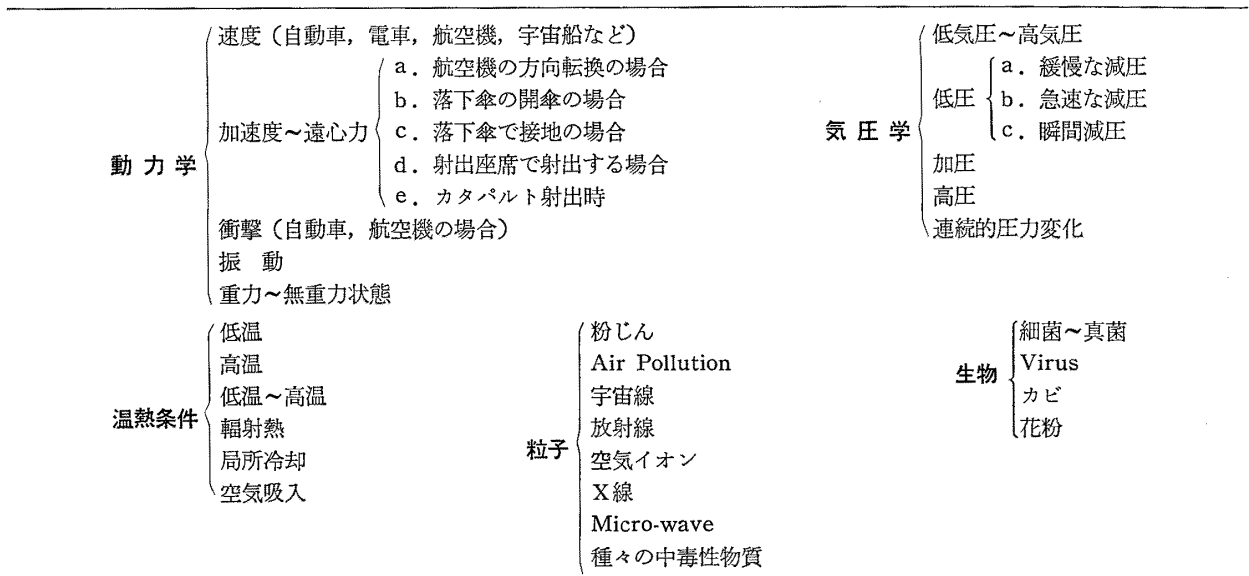 動力学
速度（自動車，電車，航空機，宇宙船など）
加速度～遠心力
a．航空機の方向転換の場合
b．落下傘の開傘の場合
c．落下傘で接地の場合
d．射出座席で射出する場合
e．カタパルト射出時
衝撃（自動車，航空機の場合）
振 動
重力～無重力状態
気圧学
低気圧～高気圧
低圧
a．緩慢な減圧
b．急速な減圧
c．瞬間減圧
加圧
高圧
連続的圧力変化
温熱条件
低温
高温
低温～高温
輻射熱
局所冷却
空気吸入
粒子
粉じん
Air Pollution
宇宙線
放射線
空気イオン
X線
Micro-wave
種々の中毒性物質
生物
細菌～真菌
Virus
カビ
花粉